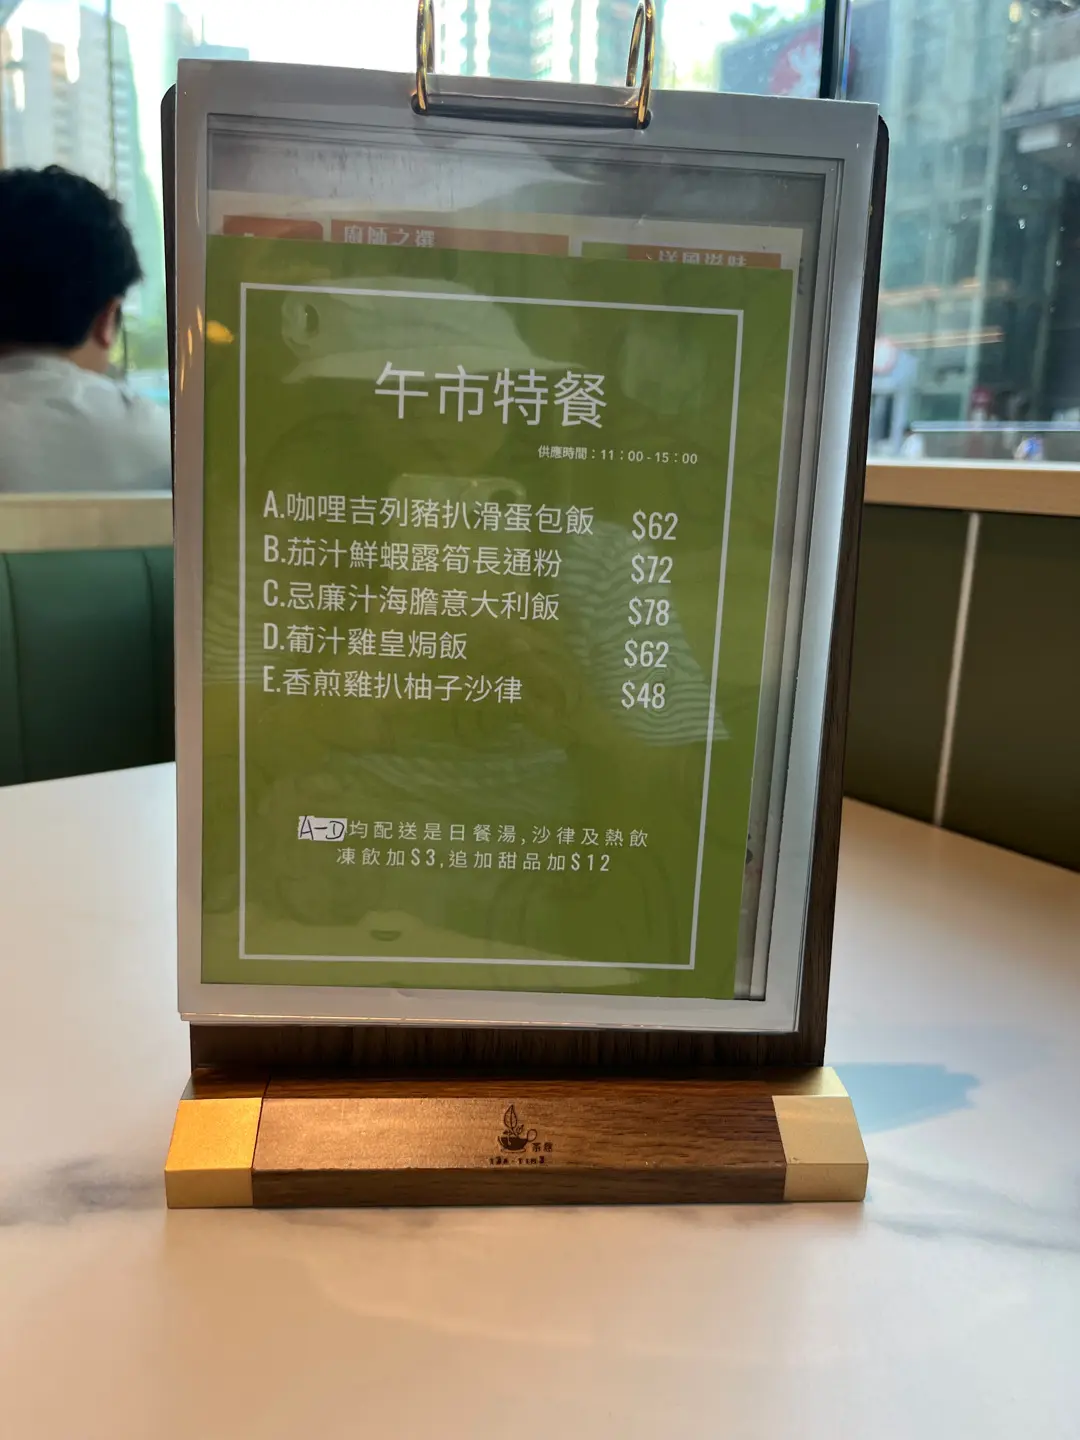 廚師之選
洋風滋味
午市特餐
供應時間：11：00-15：00
A.咖哩吉列豬扒滑蛋包飯 $62
B.茄汁鮮蝦露筍長通粉 $72
C.忌廉汁海膽意大利飯 $78
D.葡汁雞皇焗飯 $62
E.香煎雞扒柚子沙律 $48
A-D均配送是日餐湯,沙律及熱飲
凍飲加$3,追加甜品加$12